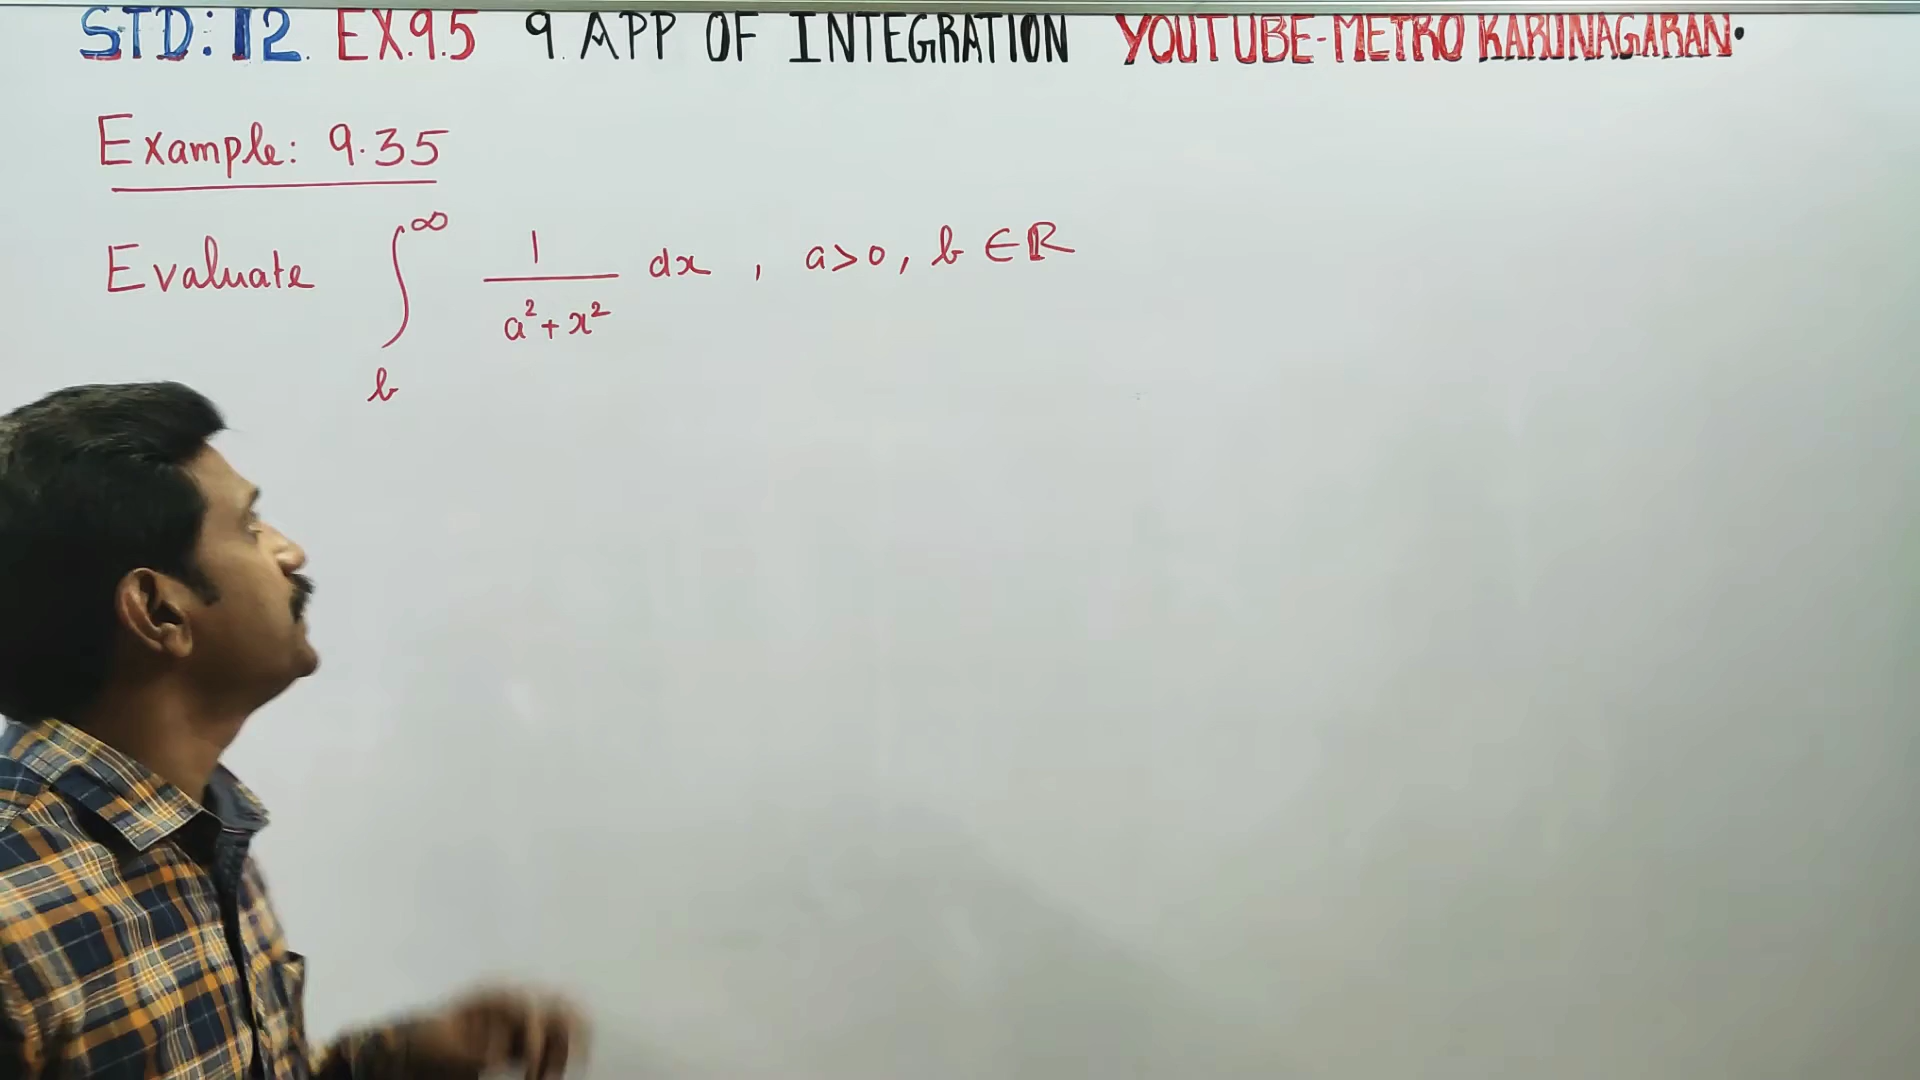 STD: 12. EX.9.5 9. APP OF INTEGRATION YOUTUBE-METRO KARUNAGARAN.
Example: 9.35
Evaluate ∫_b^∞ 1/(a²+x²) dx , a>0, b ∈ ℝ